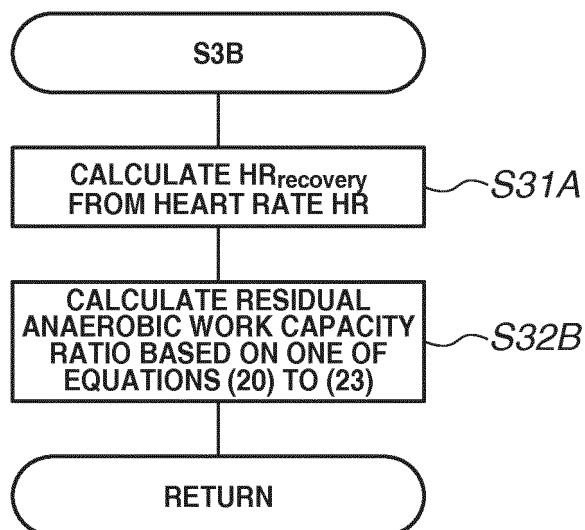 S3B
CALCULATE HRrecovery
FROM HEART RATE HR
S31A
CALCULATE RESIDUAL
ANAEROBIC WORK CAPACITY
RATIO BASED ON ONE OF
EQUATIONS (20) TO (23)
S32B
RETURN